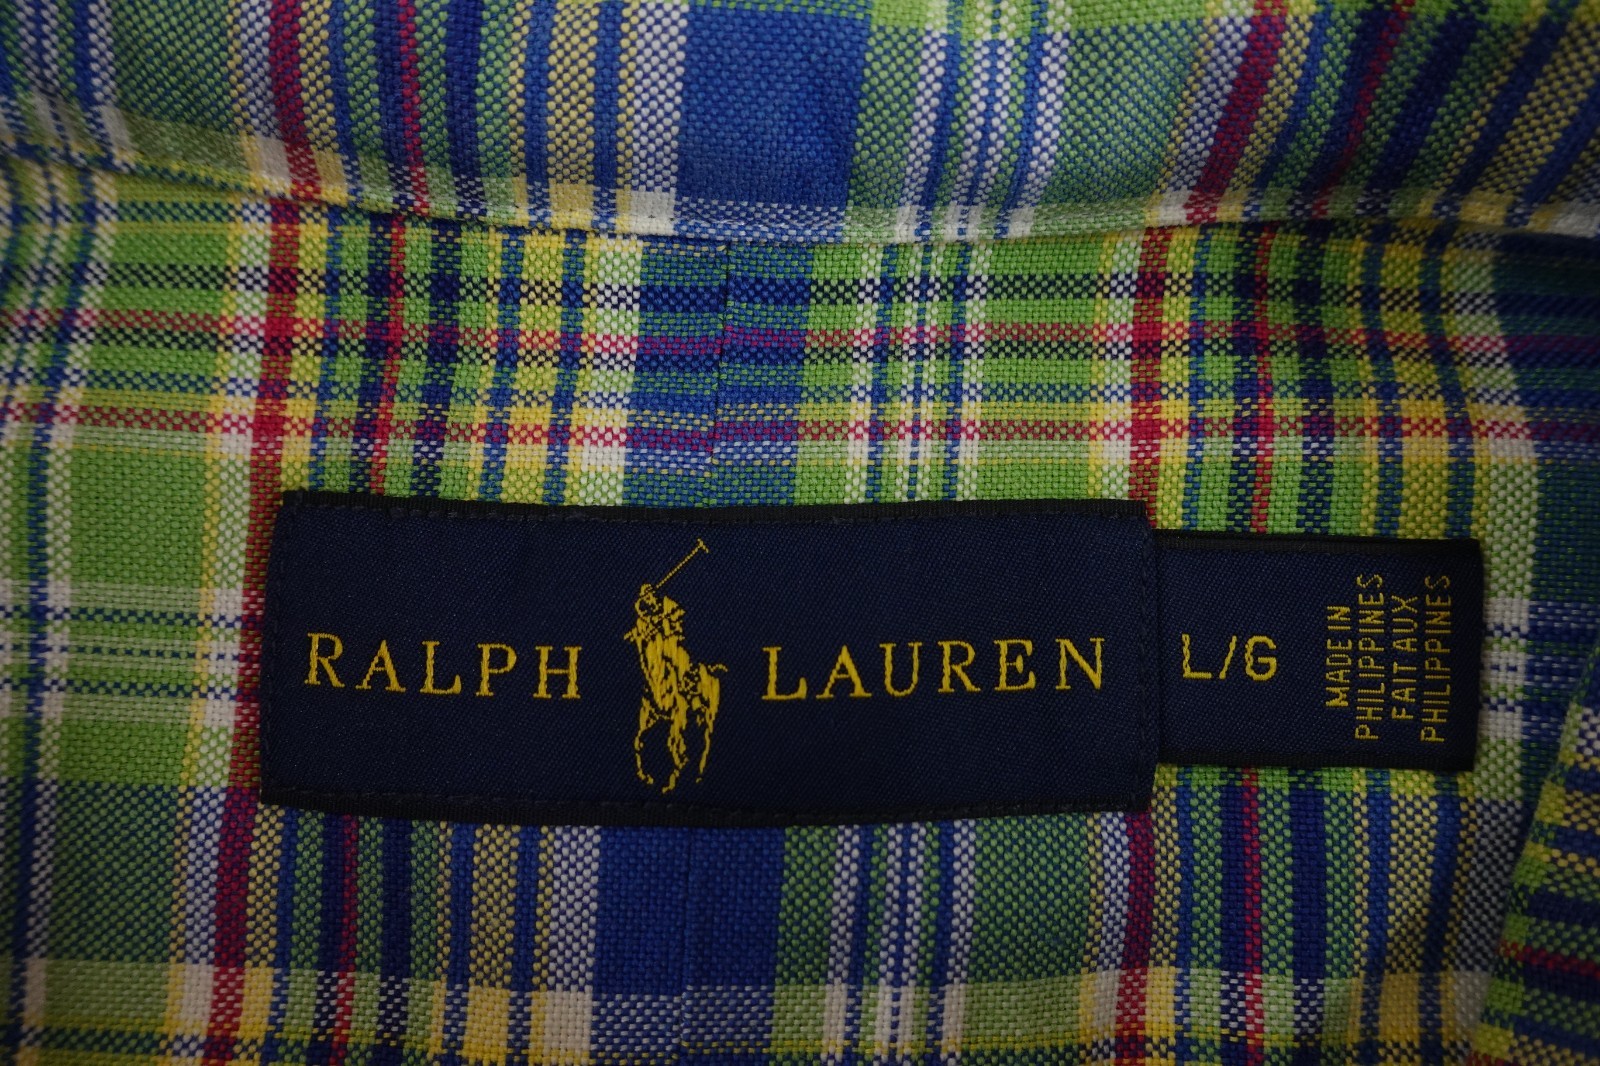 RALPH LAUREN
L/G
MADE IN
PHILIPPINES
FAIT AUX
PHILIPPINES